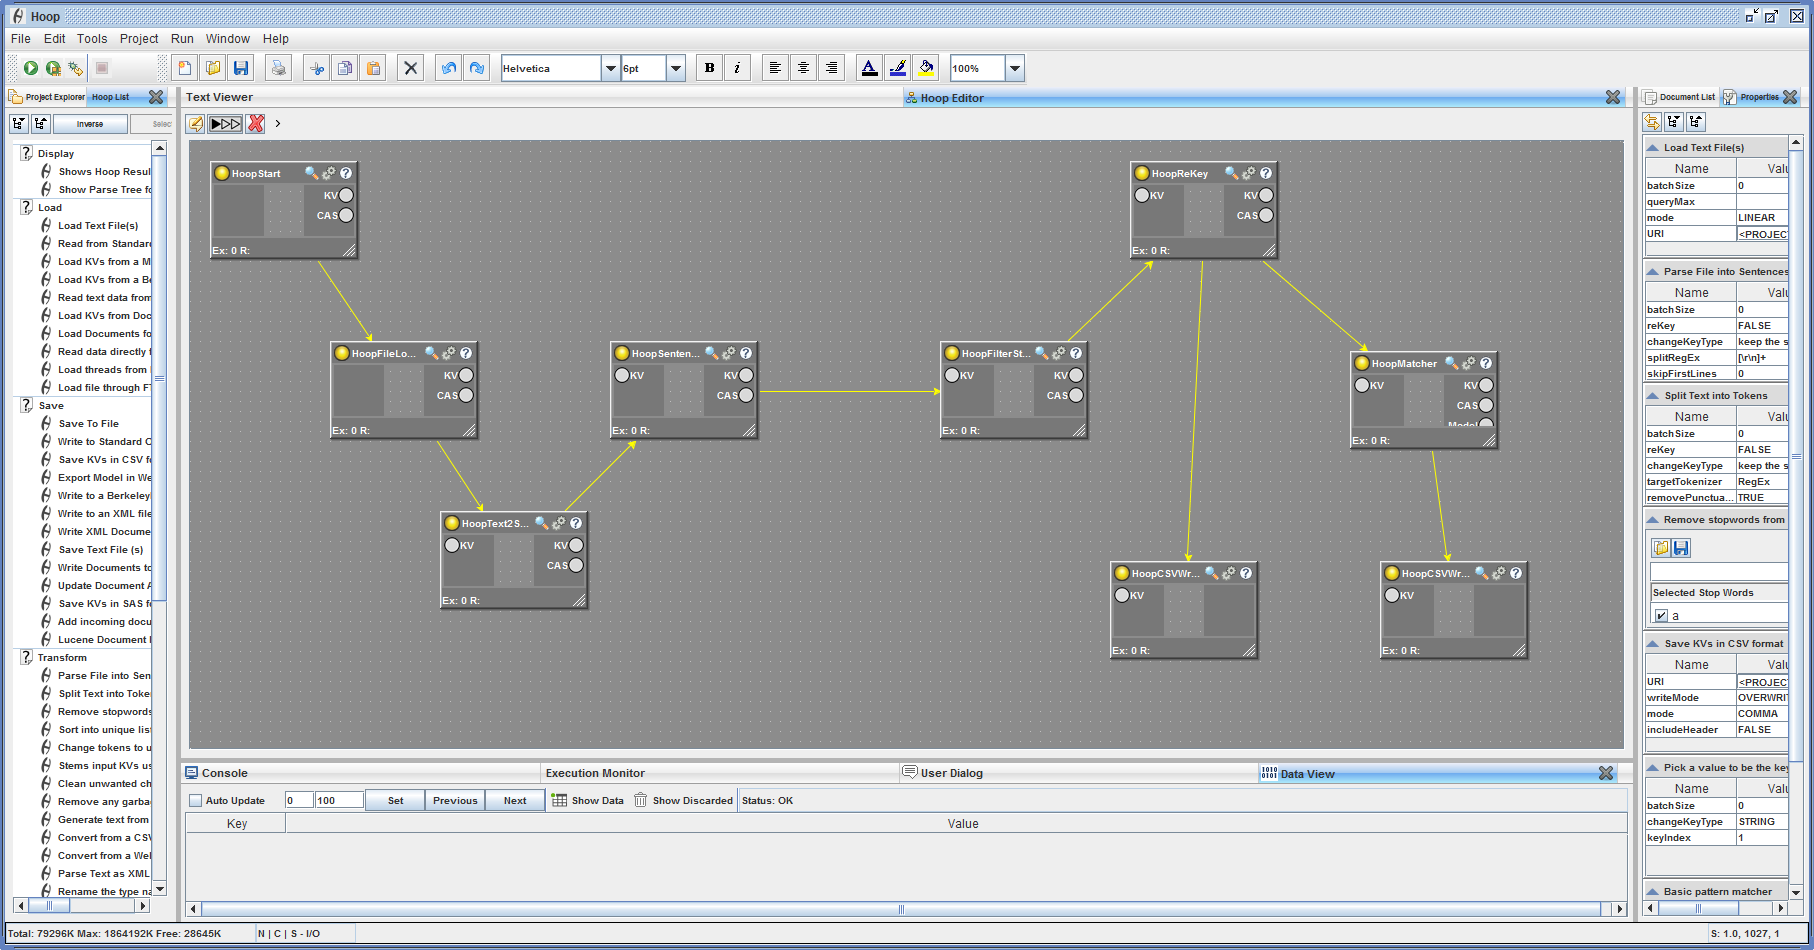 Hoop
File Edit Tools Project Run Window Help
Helvetica 6pt B i A 100%
Project Explorer Hoop List
Inverse Selec
Display
Shows Hoop Resul
Show Parse Tree fo
Load
Load Text File(s)
Read from Standar
Load KVs from a M
Load KVs from a Be
Read text data from
Load KVs from Doc
Load Documents fo
Read data directly f
Load threads from
Load file through FT
Save
Save To File
Write to Standard O
Save KVs in CSV fo
Export Model in We
Write to a Berkeley
Write to an XML file
Write XML Docume
Save Text File (s)
Write Documents to
Update Document A
Save KVs in SAS fo
Add incoming docu
Lucene Document I
Transform
Parse File into Sen
Split Text into Toke
Remove stopwords
Sort into unique list
Change tokens to u
Stems input KVs us
Clean unwanted ch
Remove any garba
Generate text from
Convert from a CSV
Convert from a Wel
Parse Text as XML
Rename the type na
Text Viewer
Hoop Editor
HoopStart
KV
CAS
Ex: 0 R:
HoopFileLo...
KV
CAS
Ex: 0 R:
HoopText2S...
KV KV
CAS
Ex: 0 R:
HoopSenten...
KV KV
CAS
Ex: 0 R:
HoopFilterSt...
KV KV
CAS
Ex: 0 R:
HoopReKey
KV KV
CAS
Ex: 0 R:
HoopMatcher
KV KV
CAS
Model
Ex: 0 R:
HoopCSVWr...
KV
Ex: 0 R:
HoopCSVWr...
KV
Ex: 0 R:
Console
Execution Monitor
User Dialog
Data View
Auto Update 0 100 Set Previous Next Show Data Show Discarded Status: OK
Key Value
Document List Properties
Load Text File(s)
Name Valu
batchSize 0
queryMax
mode LINEAR
URI <PROJEC
Parse File into Sentences
Name Valu
batchSize 0
reKey FALSE
changeKeyType keep the s
splitRegEx [\r\n]+
skipFirstLines 0
Split Text into Tokens
Name Valu
batchSize 0
reKey FALSE
changeKeyType keep the s
targetTokenizer RegEx
removePunctua... TRUE
Remove stopwords from
Selected Stop Words
a
Save KVs in CSV format
Name Valu
URI <PROJEC
writeMode OVERWRI
mode COMMA
includeHeader FALSE
Pick a value to be the key
Name Valu
batchSize 0
changeKeyType STRING
keyIndex 1
Basic pattern matcher
Total: 79296K Max: 1864192K Free: 28645K N | C | S - I/O S: 1.0, 1027, 1